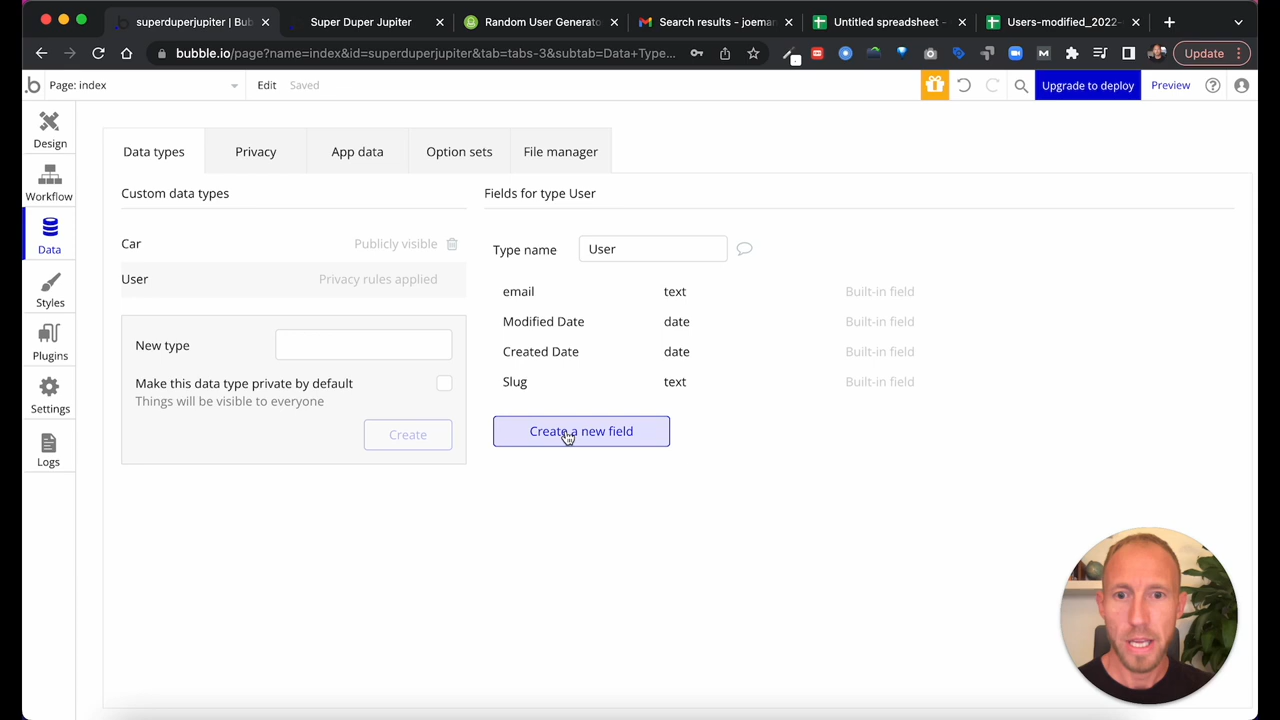 superduperjupiter | Bub
Super Duper Jupiter
Random User Generato
Search results - joeman
Untitled spreadsheet -
Users-modified_2022-
bubble.io/page?name=index&id=superduperjupiter&tab=tabs-3&subtab=Data+Type...
Update
Page: index
Edit
Saved
Upgrade to deploy
Preview
Design
Workflow
Data
Styles
Plugins
Settings
Logs
Data types
Privacy
App data
Option sets
File manager
Custom data types
Car
Publicly visible
User
Privacy rules applied
New type
Make this data type private by default
Things will be visible to everyone
Create
Fields for type User
Type name
User
email
text
Built-in field
Modified Date
date
Built-in field
Created Date
date
Built-in field
Slug
text
Built-in field
Create a new field